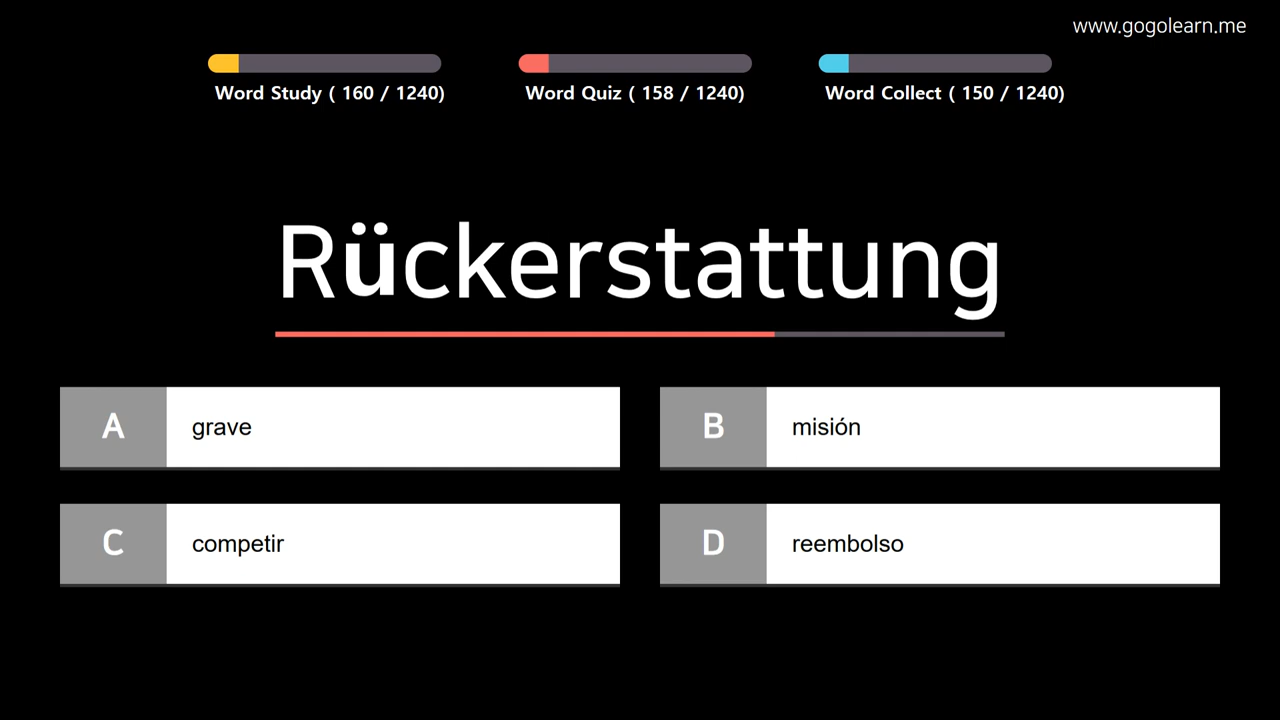 www.gogolearn.me
Word Study ( 160 / 1240)
Word Quiz ( 158 / 1240)
Word Collect ( 150 / 1240)
Rückerstattung
A grave
B misión
C competir
D reembolso